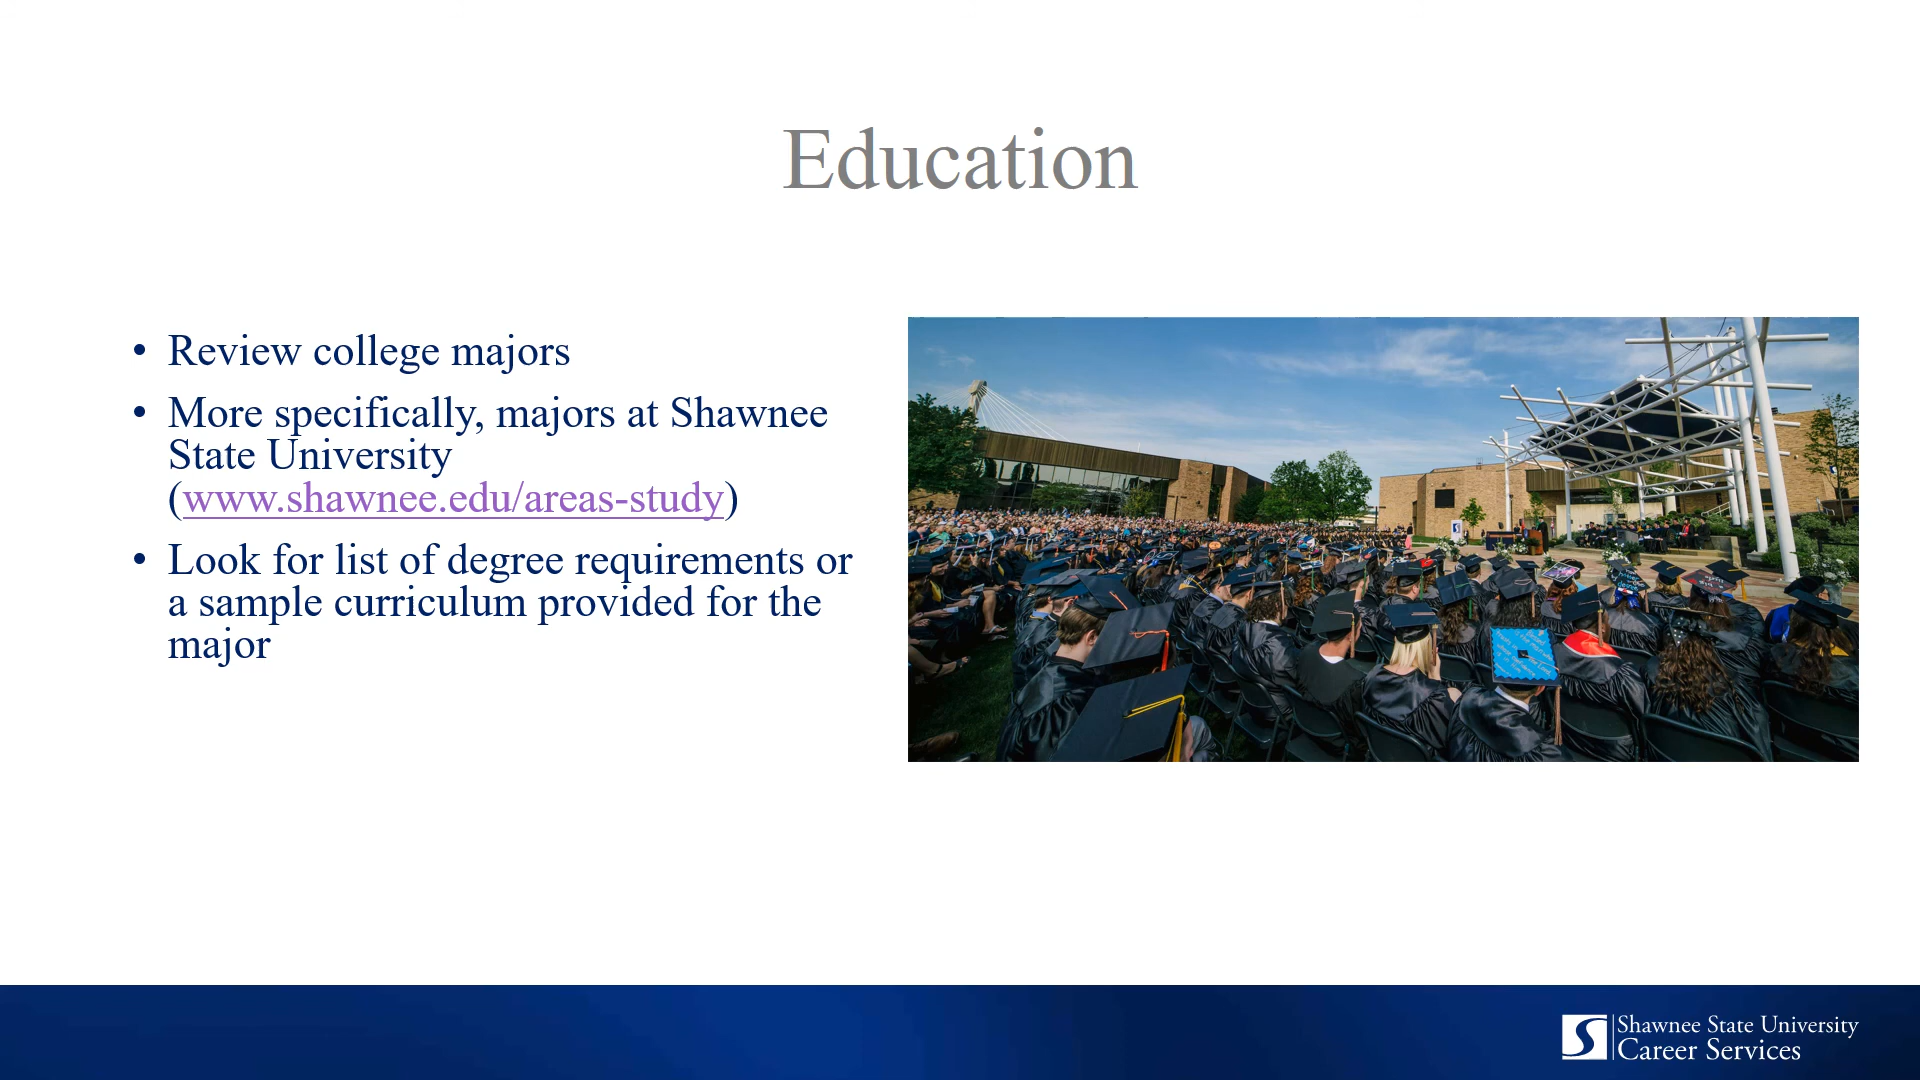 Education
• Review college majors
• More specifically, majors at Shawnee
State University
(www.shawnee.edu/areas-study)
• Look for list of degree requirements or
a sample curriculum provided for the
major
Shawnee State University
Career Services